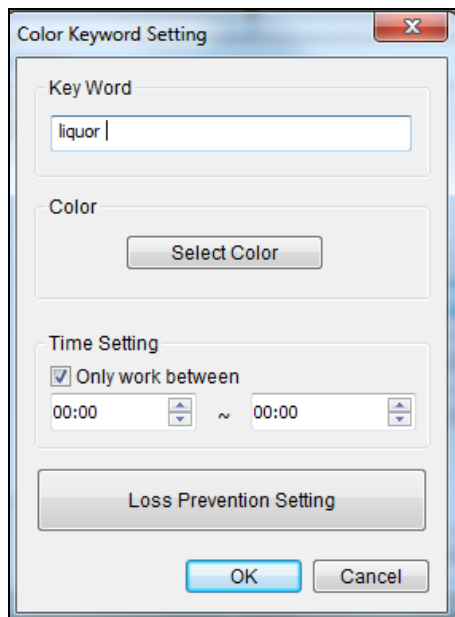 Color Keyword Setting
Key Word
liquor
Color
Select Color
Time Setting
Only work between
00:00 ~ 00:00
Loss Prevention Setting
OK Cancel